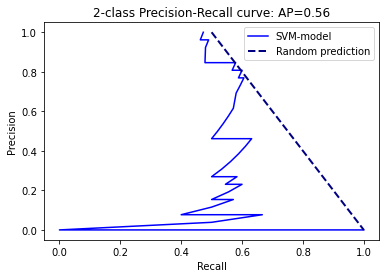 2-class Precision-Recall curve: AP=0.56
SVM-model
Random prediction
Precision
1.0
0.8
0.6
0.4
0.2
0.0
0.0 0.2 0.4 0.6 0.8 1.0
Recall